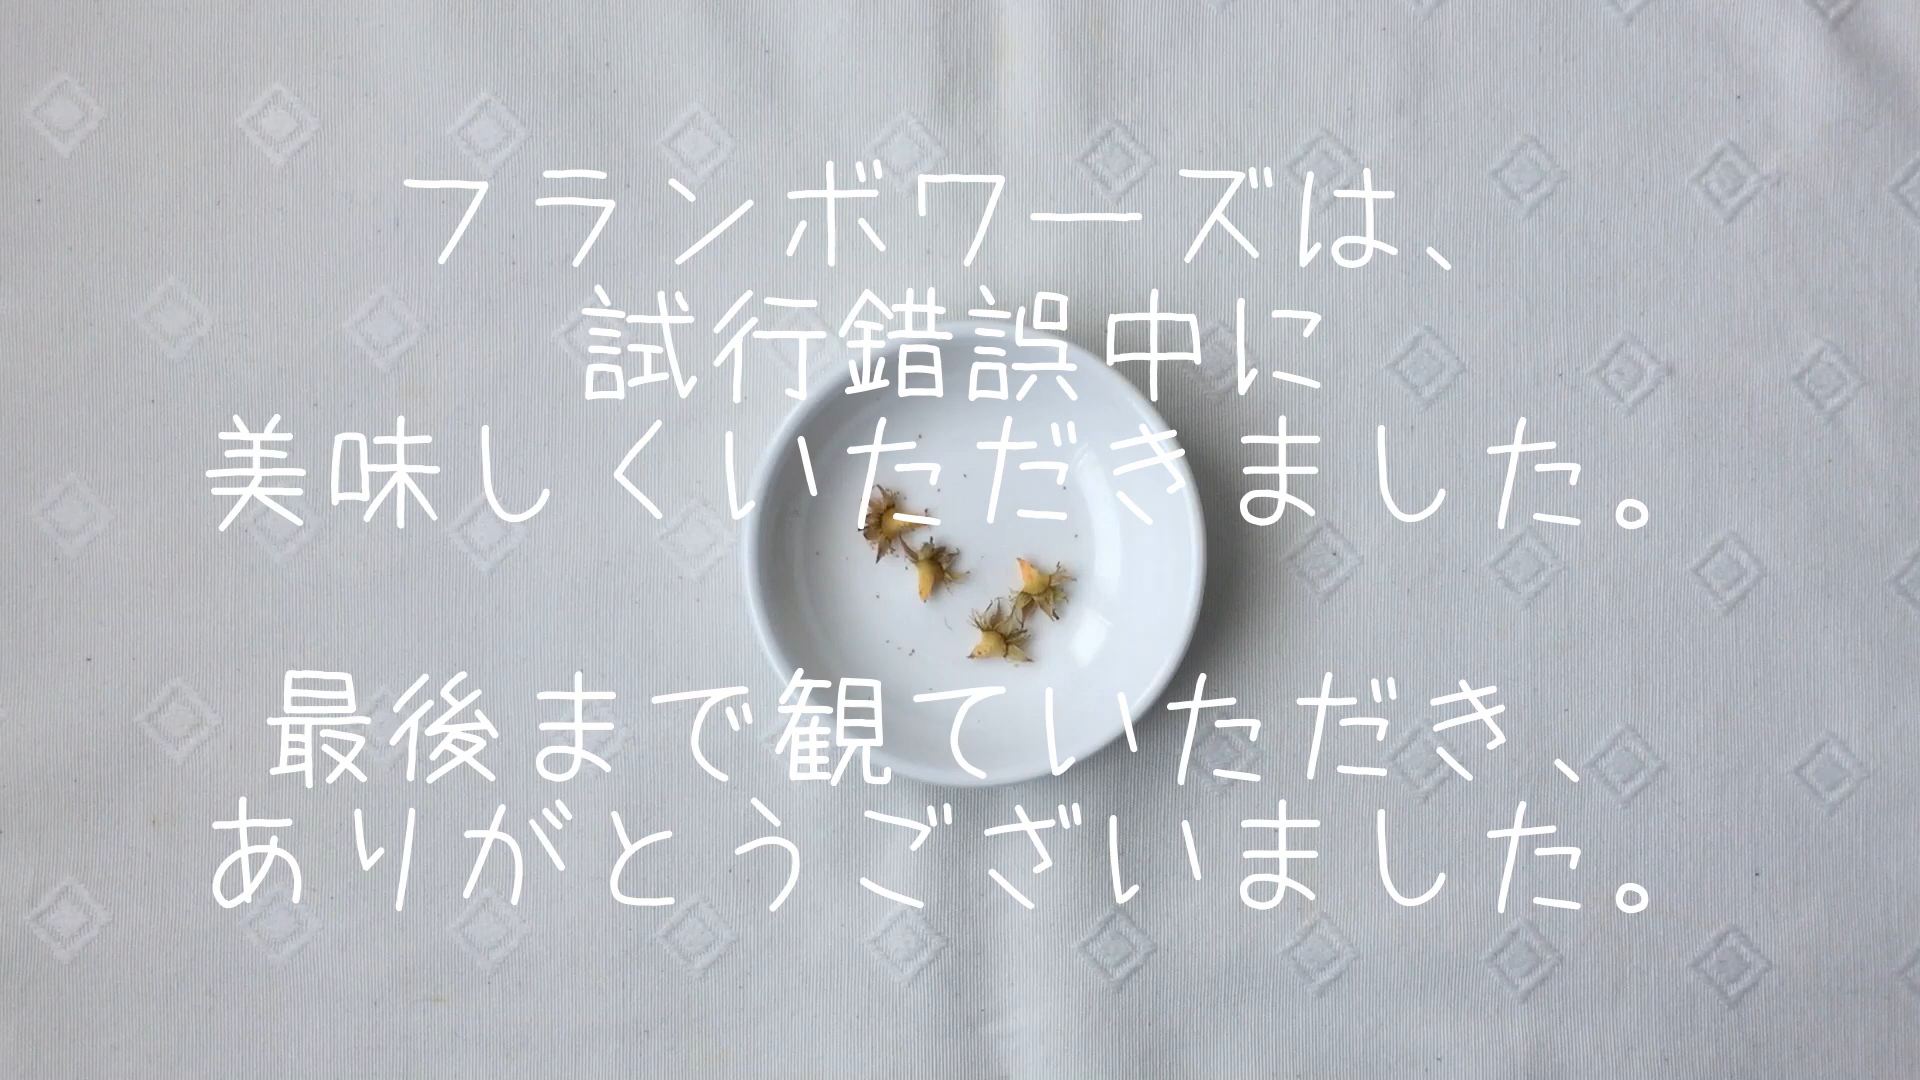 フランボワーズは、
試行錯誤中に
美味しくいただきました。
最後まで観ていただき、
ありがとうございました。